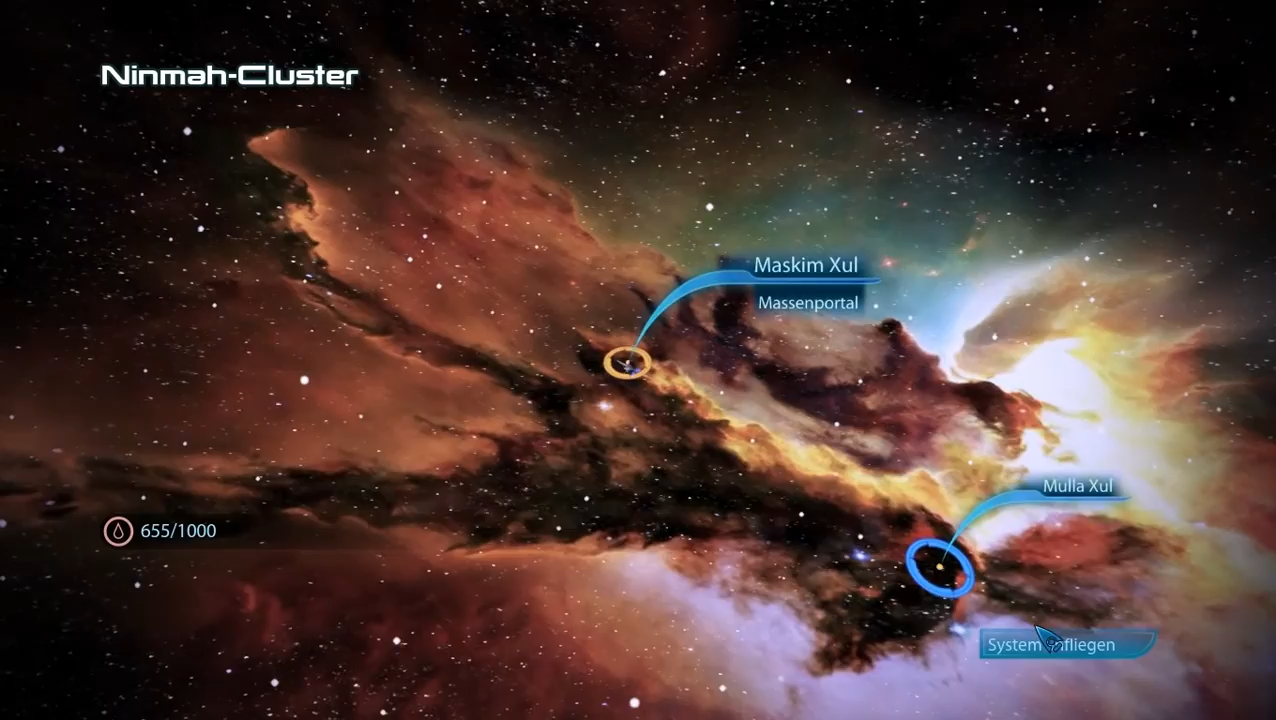 Ninmah-Cluster
Maskim Xul
Massenportal
Mulla Xul
655/1000
System